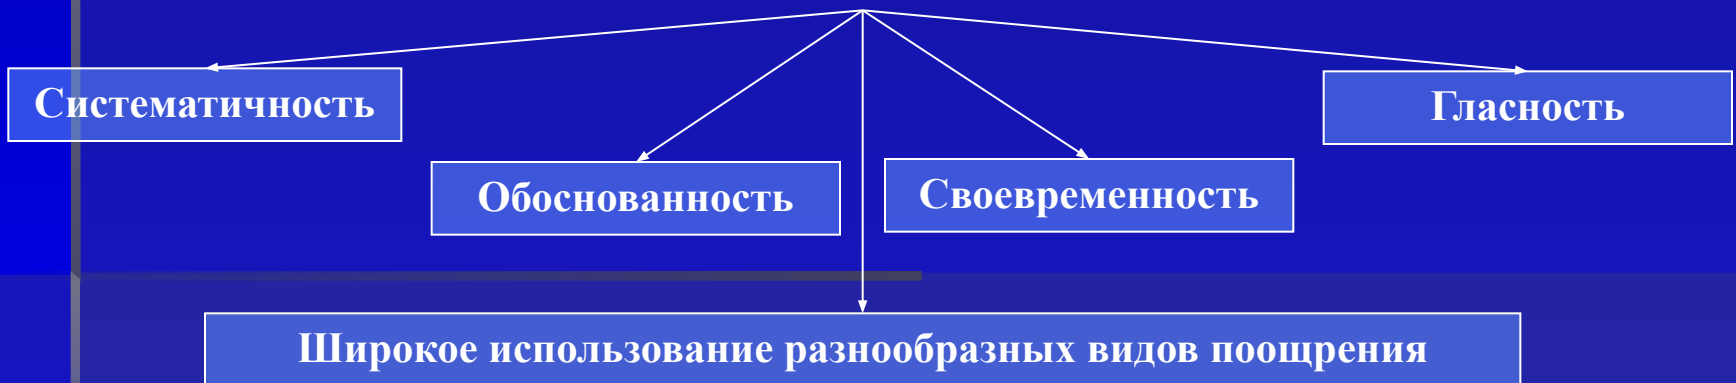 Систематичность
Гласность
Обоснованность
Своевременность
Широкое использование разнообразных видов поощрения